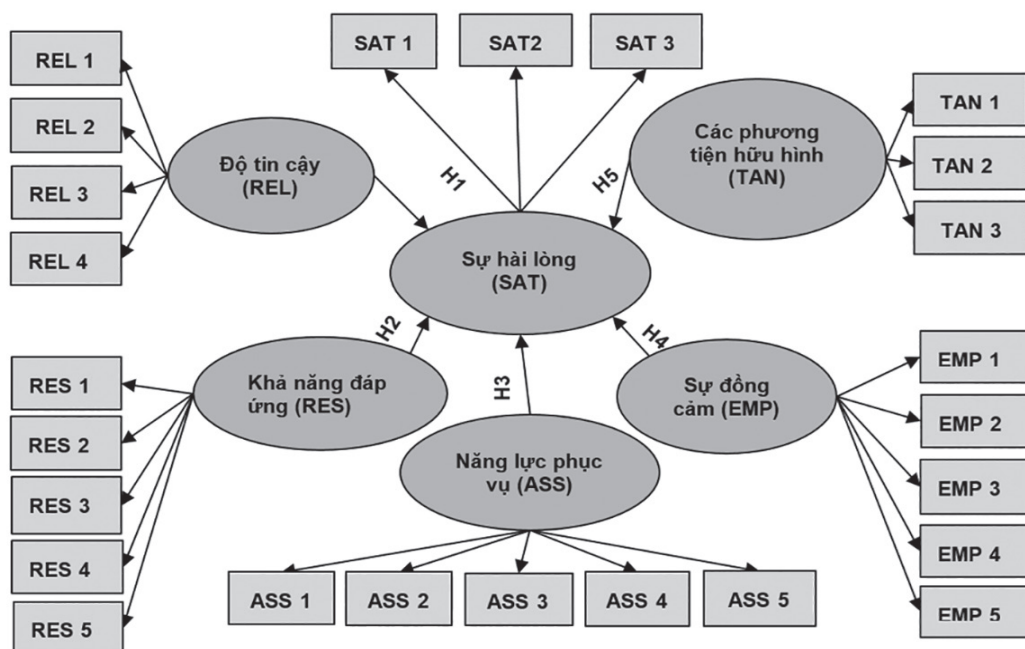 SAT 1
SAT2
SAT 3
REL 1
REL 2
REL 3
REL 4
Độ tin cậy
(REL)
H1
H5
Các phương
tiện hữu hình
(TAN)
TAN 1
TAN 2
TAN 3
Sự hài lòng
(SAT)
H2
H3
H4
RES 1
RES 2
RES 3
RES 4
RES 5
Khả năng đáp
ứng (RES)
Năng lực phục
vụ (ASS)
Sự đồng
cảm (EMP)
EMP 1
EMP 2
EMP 3
EMP 4
EMP 5
ASS 1
ASS 2
ASS 3
ASS 4
ASS 5